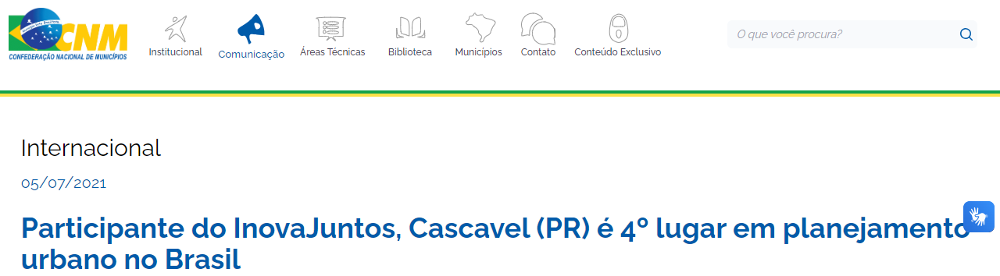 CNM
CONFEDERAÇÃO NACIONAL DE MUNICÍPIOS
Institucional
Comunicação
Áreas Técnicas
Biblioteca
Municípios
Contato
Conteúdo Exclusivo
O que você procura?
Internacional
05/07/2021
Participante do InovaJuntos, Cascavel (PR) é 4º lugar em planejamento
urbano no Brasil